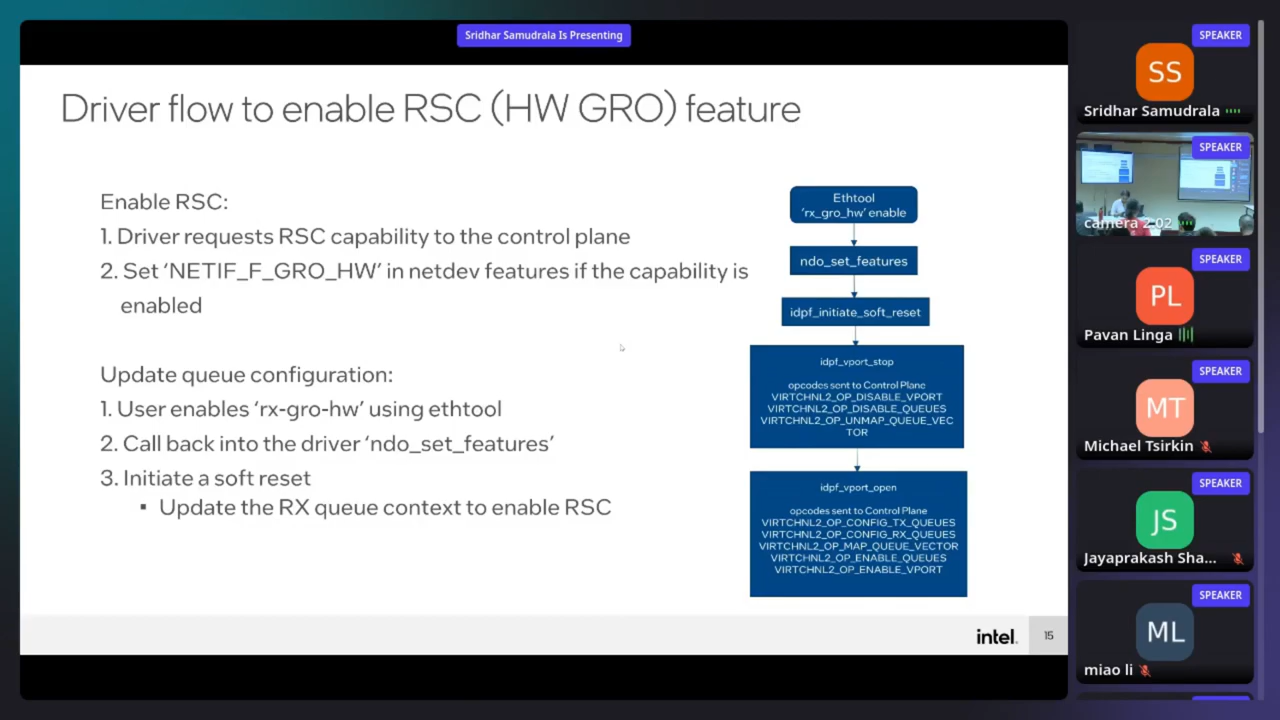 Sridhar Samudrala Is Presenting
Driver flow to enable RSC (HW GRO) feature
Enable RSC:
1. Driver requests RSC capability to the control plane
2. Set ‘NETIF_F_GRO_HW’ in netdev features if the capability is
enabled
Update queue configuration:
1. User enables ‘rx-gro-hw’ using ethtool
2. Call back into the driver ‘ndo_set_features’
3. Initiate a soft reset
▪ Update the RX queue context to enable RSC
Ethtool
‘rx_gro_hw’ enable
ndo_set_features
idpf_initiate_soft_reset
idpf_vport_stop
opcodes sent to Control Plane
VIRTCHNL2_OP_DISABLE_VPORT
VIRTCHNL2_OP_DISABLE_QUEUES
VIRTCHNL2_OP_UNMAP_QUEUE_VEC
TOR
idpf_vport_open
opcodes sent to Control Plane
VIRTCHNL2_OP_CONFIG_TX_QUEUES
VIRTCHNL2_OP_CONFIG_RX_QUEUES
VIRTCHNL2_OP_MAP_QUEUE_VECTOR
VIRTCHNL2_OP_ENABLE_QUEUES
VIRTCHNL2_OP_ENABLE_VPORT
intel.
15
SPEAKER
SS
Sridhar Samudrala
SPEAKER
camera 2.02
SPEAKER
PL
Pavan Linga
SPEAKER
MT
Michael Tsirkin
SPEAKER
JS
Jayaprakash Sha...
SPEAKER
ML
miao li